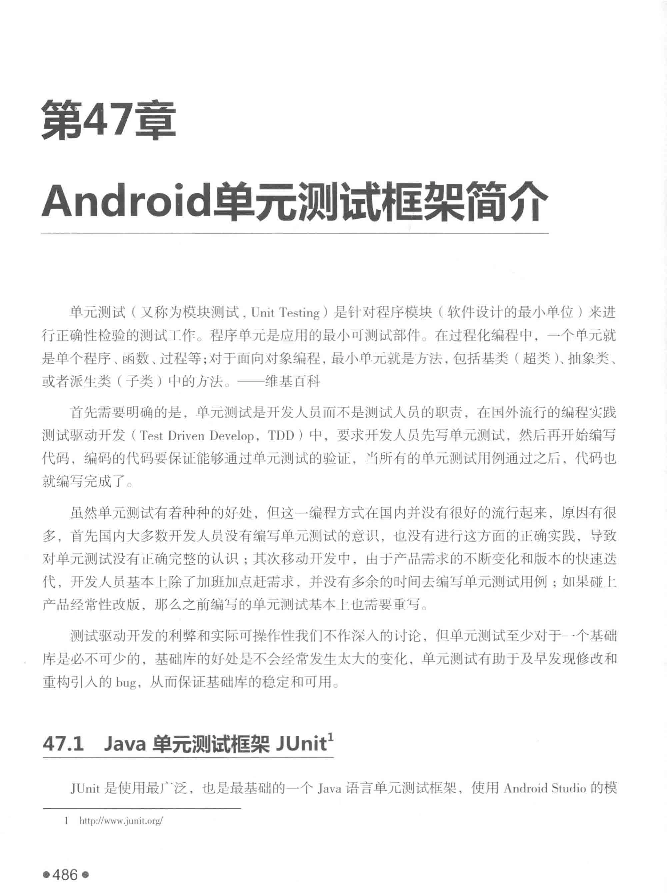 第47章
Android单元测试框架简介
单元测试（又称为模块测试，Unit Testing）是针对程序模块（软件设计的最小单位）来进
行正确性检验的测试工作。程序单元是应用的最小可测试部件。在过程化编程中，一个单元就
是单个程序、函数、过程等；对于面向对象编程，最小单元就是方法，包括基类（超类）、抽象类、
或者派生类（子类）中的方法。——维基百科
首先需要明确的是，单元测试是开发人员而不是测试人员的职责，在国外流行的编程实践
测试驱动开发（Test Driven Develop，TDD）中，要求开发人员先写单元测试，然后再开始编写
代码，编码的代码要保证能够通过单元测试的验证，当所有的单元测试用例通过之后，代码也
就编写完成了。
虽然单元测试有着种种的好处，但这一编程方式在国内并没有很好的流行起来，原因有很
多，首先国内大多数开发人员没有编写单元测试的意识，也没有进行这方面的正确实践，导致
对单元测试没有正确完整的认识；其次移动开发中，由于产品需求的不断变化和版本的快速迭
代，开发人员基本上除了加班加点赶需求，并没有多余的时间去编写单元测试用例；如果碰上
产品经常性改版，那么之前编写的单元测试基本上也需要重写。
测试驱动开发的利弊和实际可操作性我们不作深入的讨论，但单元测试至少对于一个基础
库是必不可少的，基础库的好处是不会经常发生太大的变化，单元测试有助于及早发现修改和
重构引入的 bug，从而保证基础库的稳定和可用。
47.1 Java 单元测试框架 JUnit1
JUnit 是使用最广泛，也是最基础的一个 Java 语言单元测试框架，使用 Android Studio 的模
1 http://www.junit.org/
●486●